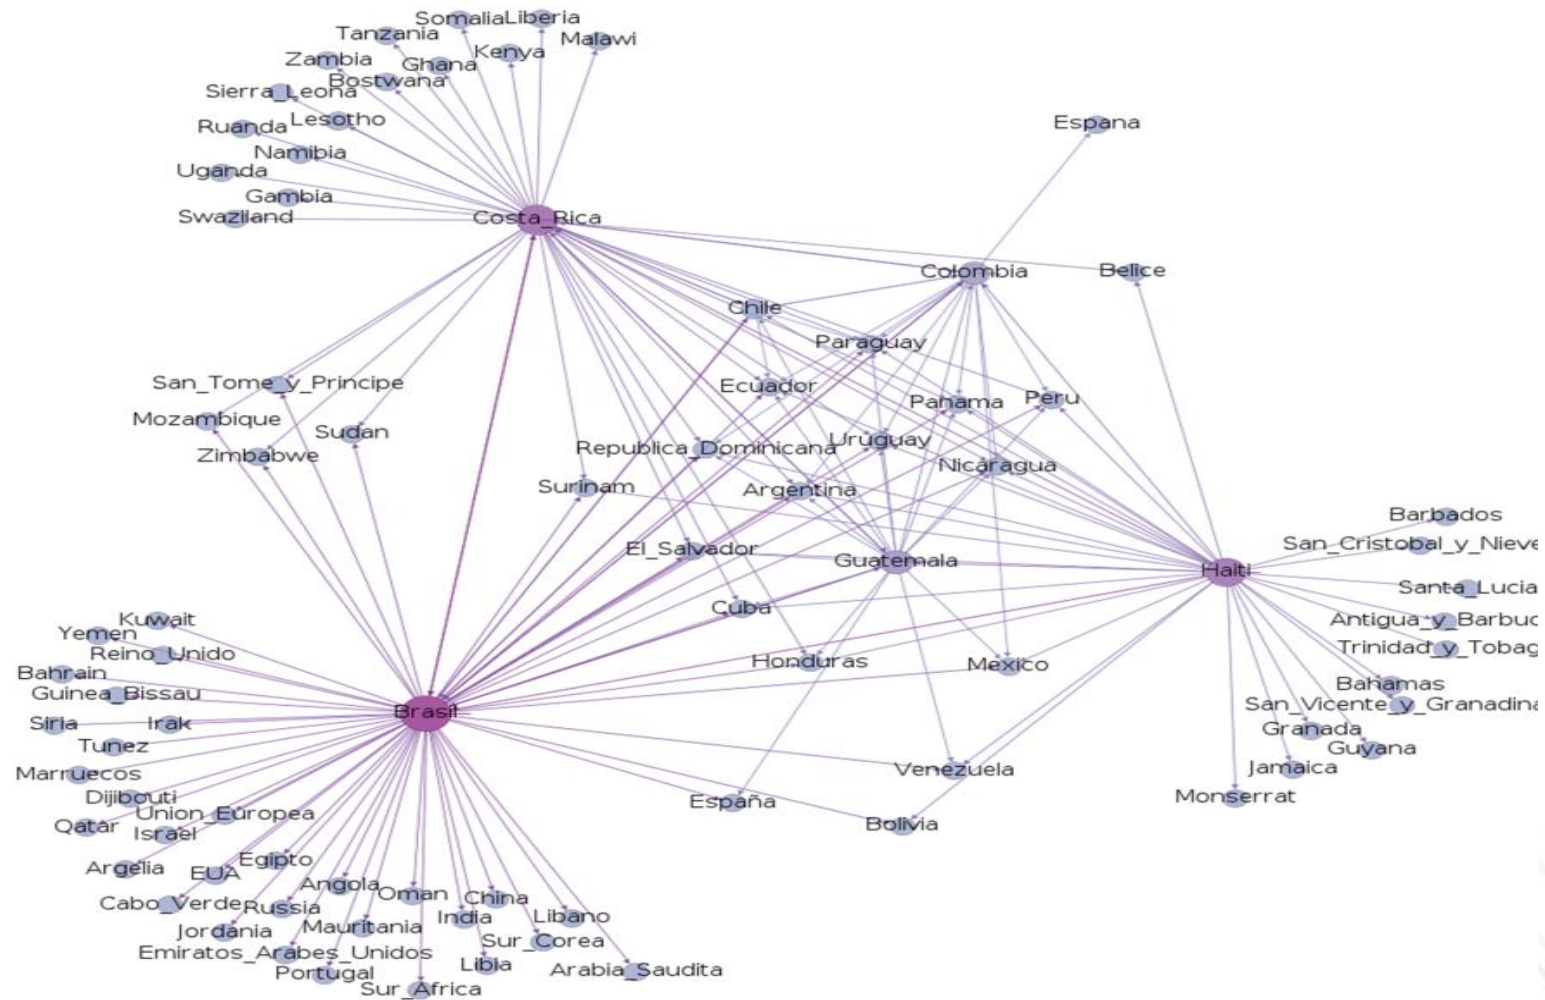 Somalia
Liberia
Tanzania
Malawi
Kenya
Zambia
Ghana
Bostwana
Sierra_Leona
Lesotho
Ruanda
Espana
Namibia
Uganda
Gambia
Swaziland
Costa_Rica
Colombia
Belice
Chile
Paraguay
San_Tome_y_Principe
Ecuador
Panama
Peru
Mozambique
Sudan
Uruguay
Republica_Dominicana
Zimbabwe
Nicaragua
Surinam
Argentina
Barbados
San_Cristobal_y_Nieve
El_Salvador
Guatemala
Haiti
Santa_Lucia
Cuba
Kuwait
Antigua_y_Barbuc
Yemen
Trinidad_y_Tobag
Reino_Unido
Honduras
Mexico
Bahrain
Bahamas
Guinea_Bissau
San_Vicente_y_Granadina
Brasil
Siria
Irak
Granada
Tunez
Guyana
Marruecos
Venezuela
Jamaica
Dijibouti
España
Monserrat
Union_Europea
Qatar
Israel
Bolivia
Argelia
EUA
Egipto
Angola
Oman
China
Cabo_Verde
Russia
India
Libano
Jordania
Mauritania
Sur_Corea
Emiratos_Arabes_Unidos
Libia
Arabia_Saudita
Portugal
Sur_Africa